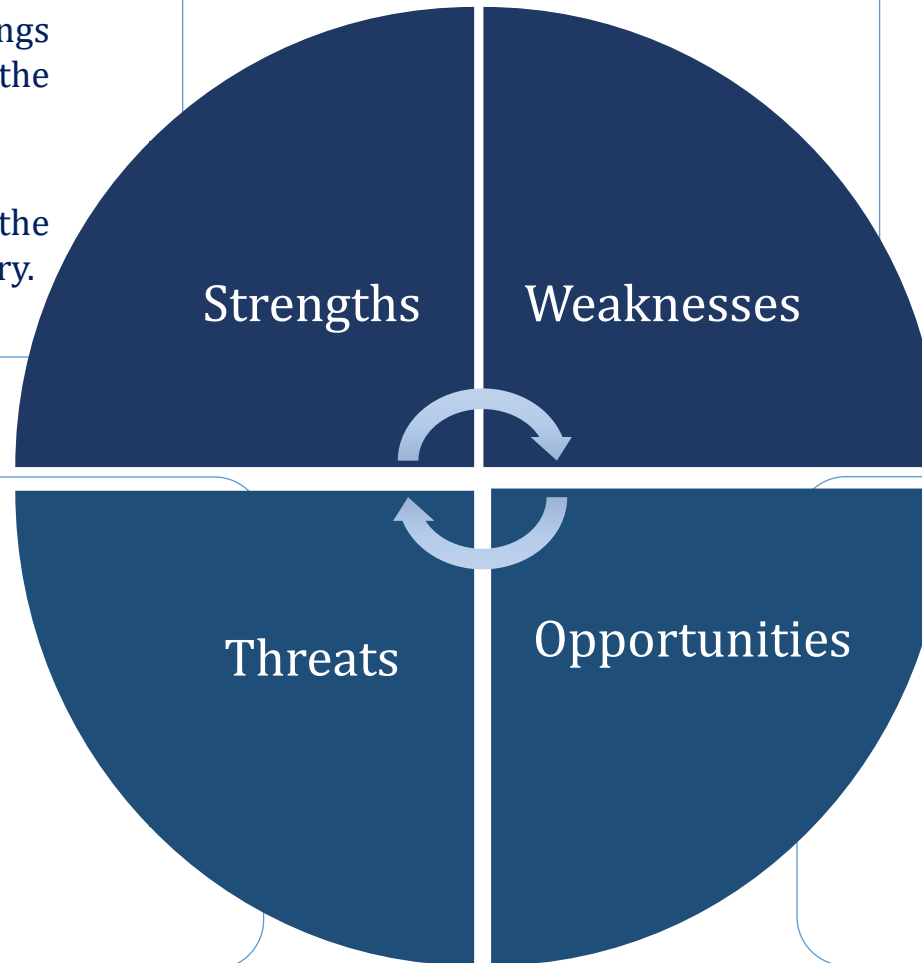 ngs
the
the
ry.
Strengths
Weaknesses
Threats
Opportunities